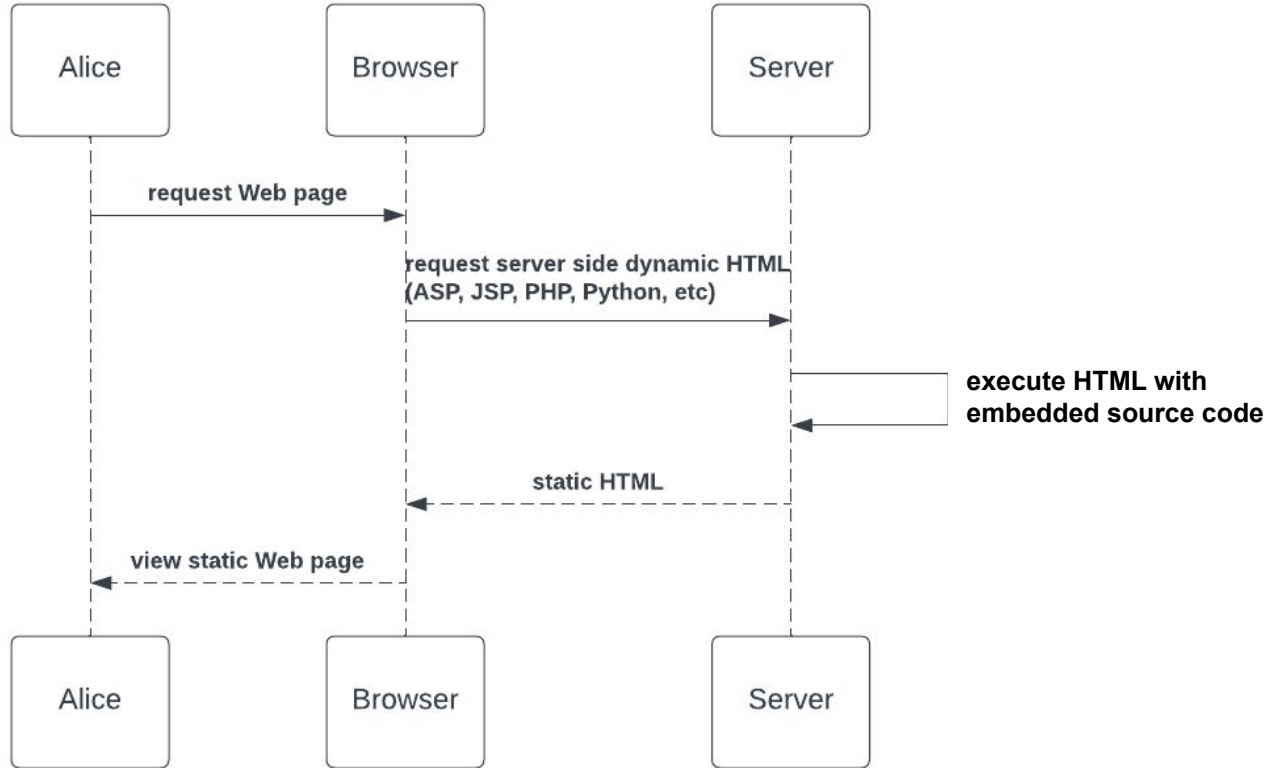 Alice
Browser
Server
request Web page
request server side dynamic HTML
(ASP, JSP, PHP, Python, etc)
execute HTML with
embedded source code
static HTML
view static Web page
Alice
Browser
Server